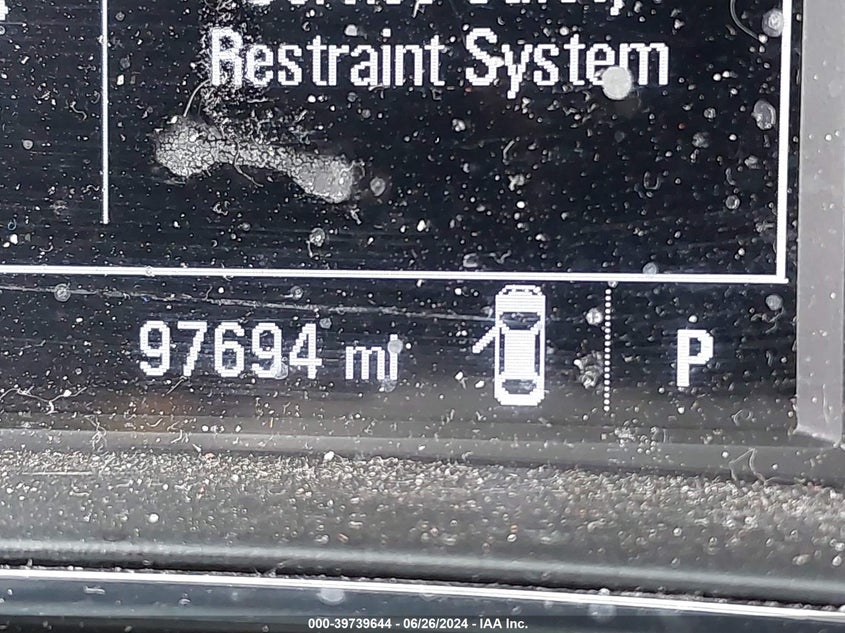 Restraint System
97694 mi
P
000-39739644 - 06/26/2024 - IAA Inc.